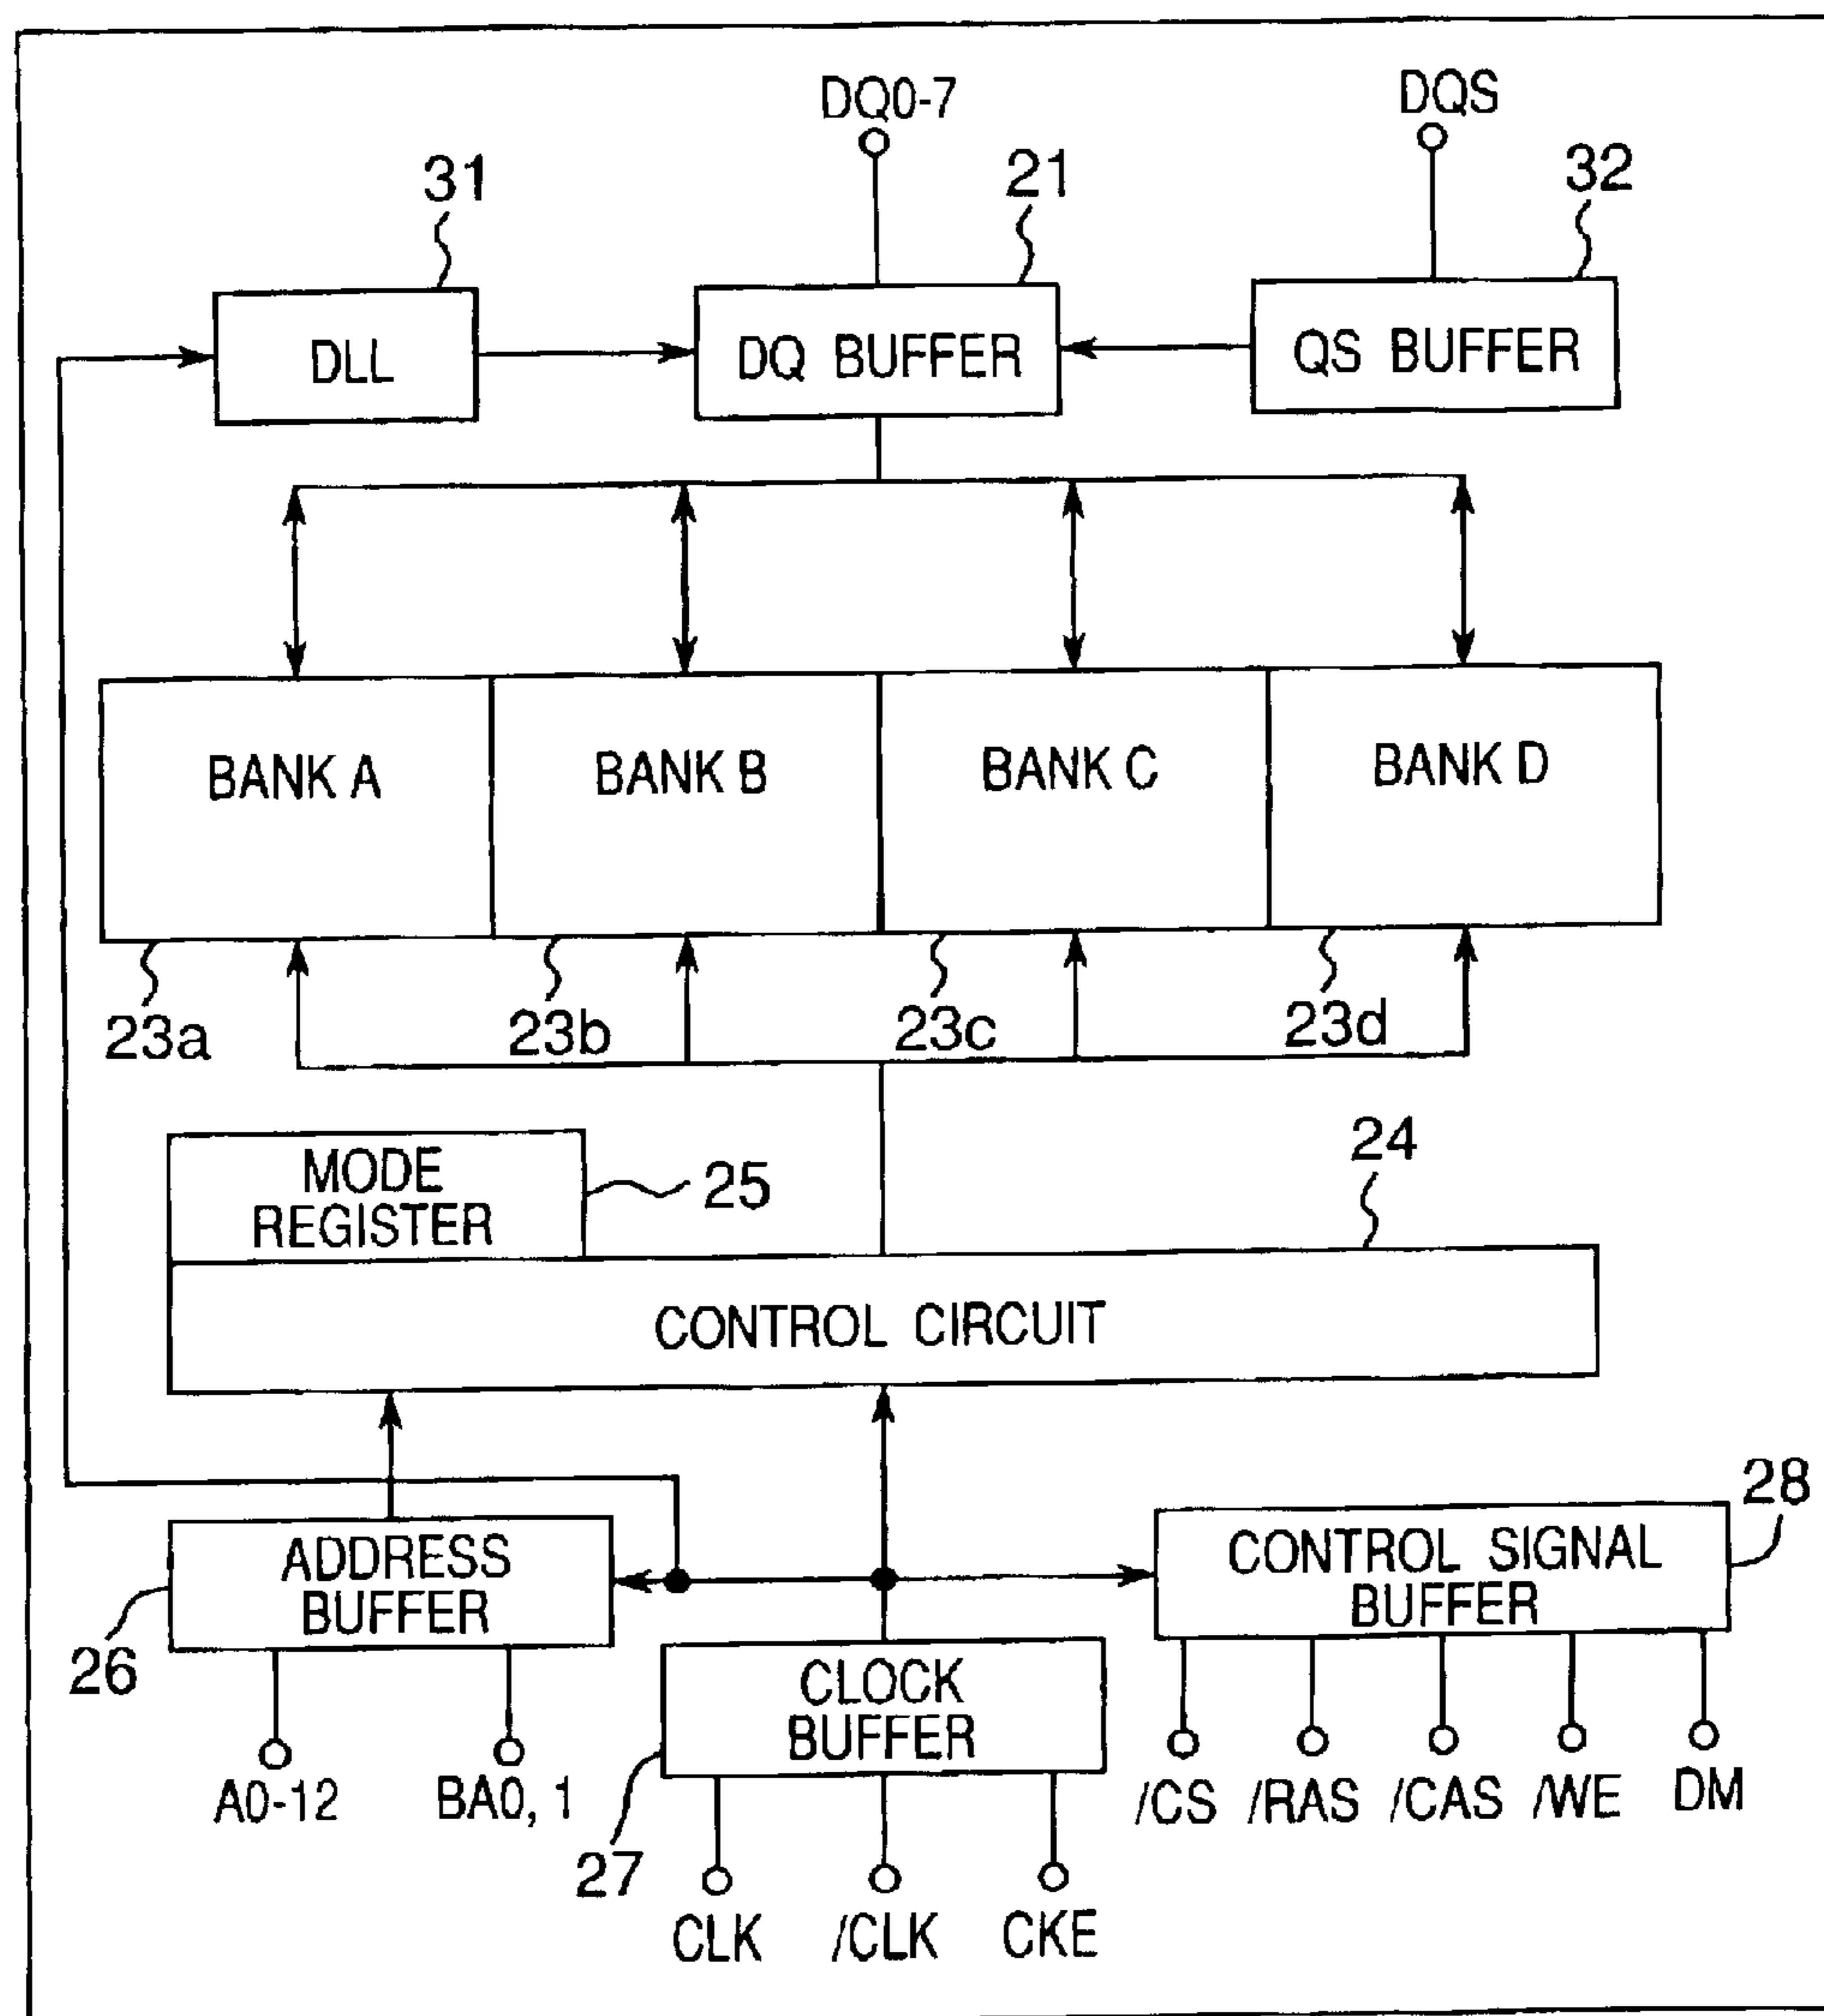 DQ0-7
DQS
31
21
32
DLL
DQ BUFFER
QS BUFFER
BANK A
BANK B
BANK C
BANK D
23a
23b
23c
23d
24
MODE
REGISTER
25
CONTROL CIRCUIT
28
ADDRESS
BUFFER
CONTROL SIGNAL
BUFFER
26
CLOCK
BUFFER
A0-12
BA0, 1
/CS
/RAS
/CAS
/WE
DM
27
CLK
/CLK
CKE